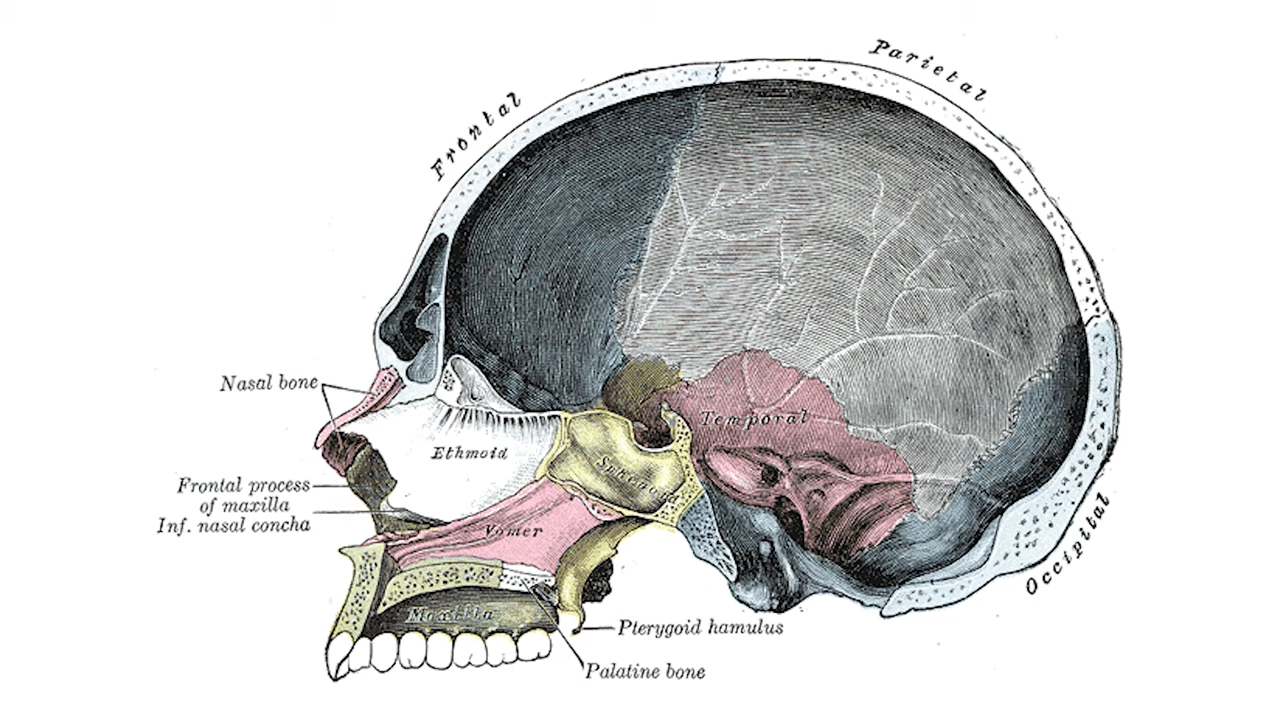 Parietal
Frontal
Nasal bone
Temporal
Ethmoid
Sphenoid
Frontal process
of maxilla
Inf. nasal concha
Vomer
Occipital
Maxilla
Pterygoid hamulus
Palatine bone